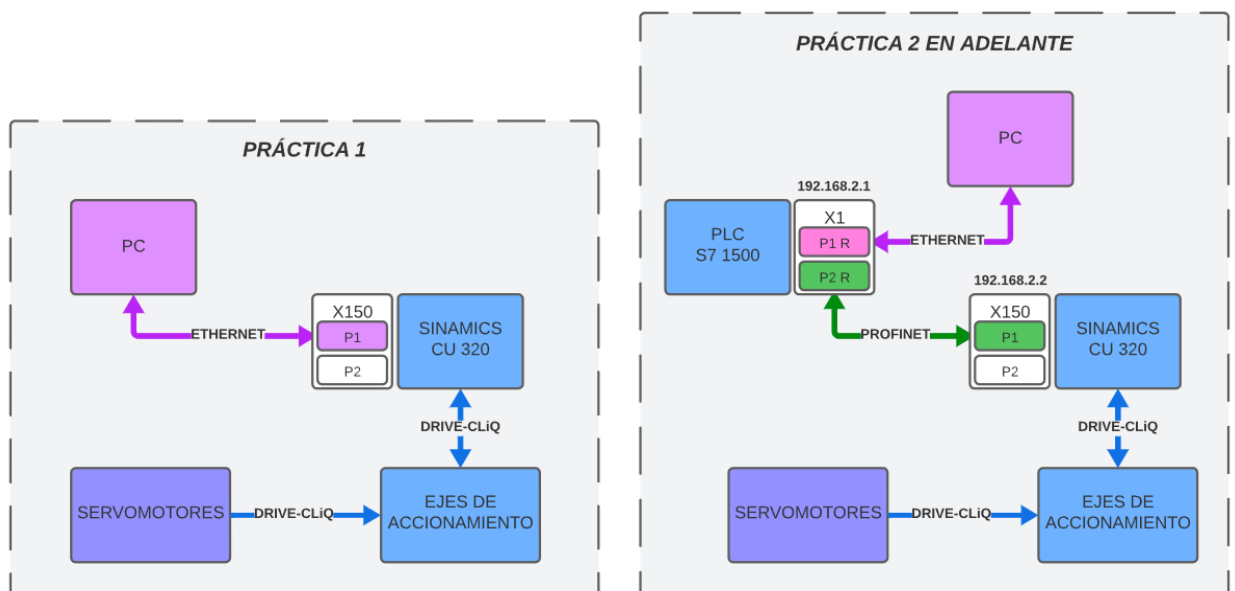 PRÁCTICA 1
PC
ETHERNET
X150
P1
P2
SINAMICS
CU 320
DRIVE-CLiQ
SERVOMOTORES
DRIVE-CLiQ
EJES DE
ACCIONAMIENTO
PRÁCTICA 2 EN ADELANTE
PC
192.168.2.1
PLC
S7 1500
X1
P1 R
P2 R
ETHERNET
192.168.2.2
PROFINET
X150
P1
P2
SINAMICS
CU 320
DRIVE-CLiQ
SERVOMOTORES
DRIVE-CLiQ
EJES DE
ACCIONAMIENTO